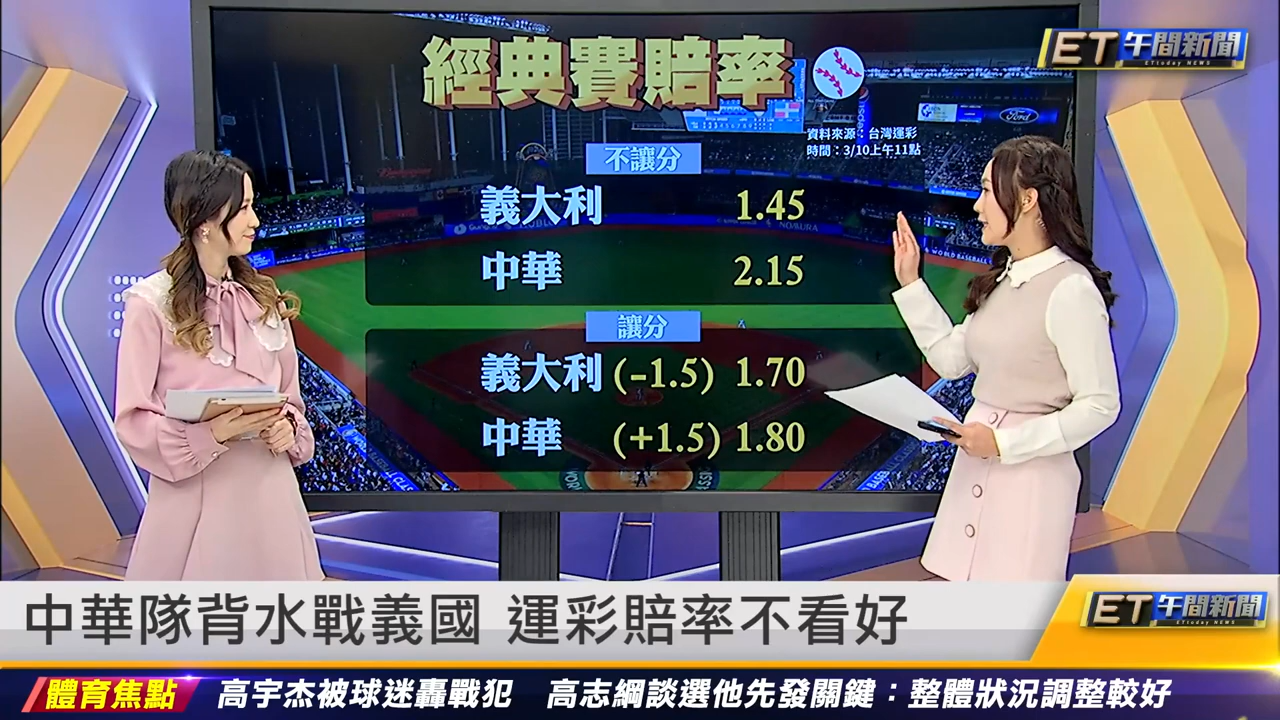 經典賽賠率
ET午間新聞
ETtoday NEWS
Ford
資料來源：台灣運彩
時間：3/10上午11點
不讓分
義大利 1.45
中華 2.15
讓分
義大利 (-1.5) 1.70
中華 (+1.5) 1.80
中華隊背水戰義國 運彩賠率不看好
ET午間新聞
ETtoday NEWS
體育焦點 高宇杰被球迷轟戰犯 高志綱談選他先發關鍵：整體狀況調整較好